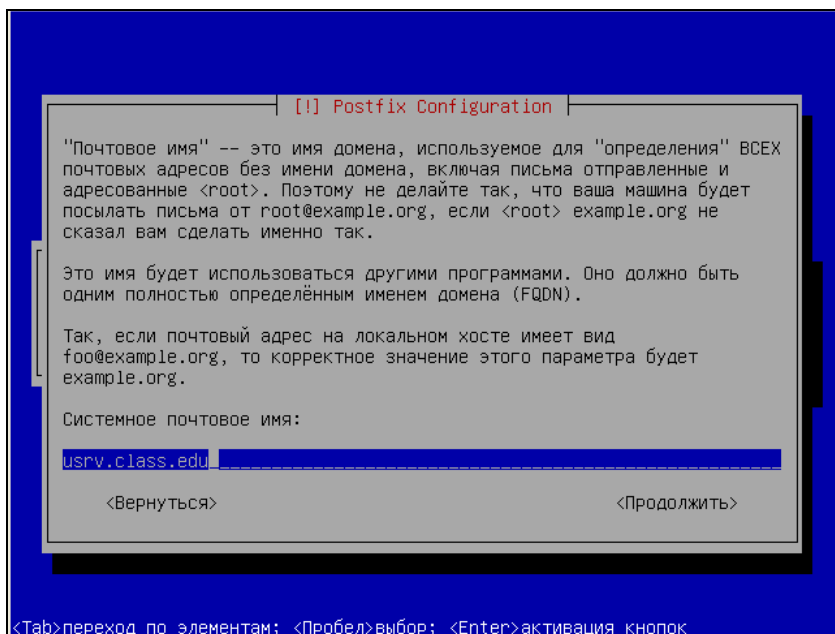 [!] Postfix Configuration
"Почтовое имя" -- это имя домена, используемое для "определения" ВСЕХ
почтовых адресов без имени домена, включая письма отправленные и
адресованные <root>. Поэтому не делайте так, что ваша машина будет
посылать письма от root@example.org, если <root> example.org не
сказал вам сделать именно так.
Это имя будет использоваться другими программами. Оно должно быть
одним полностью определённым именем домена (FQDN).
Так, если почтовый адрес на локальном хосте имеет вид
foo@example.org, то корректное значение этого параметра будет
example.org.
Системное почтовое имя:
usrv.class.edu
<Вернуться> <Продолжить>
<Tab>переход по элементам; <Пробел>выбор; <Enter>активация кнопок